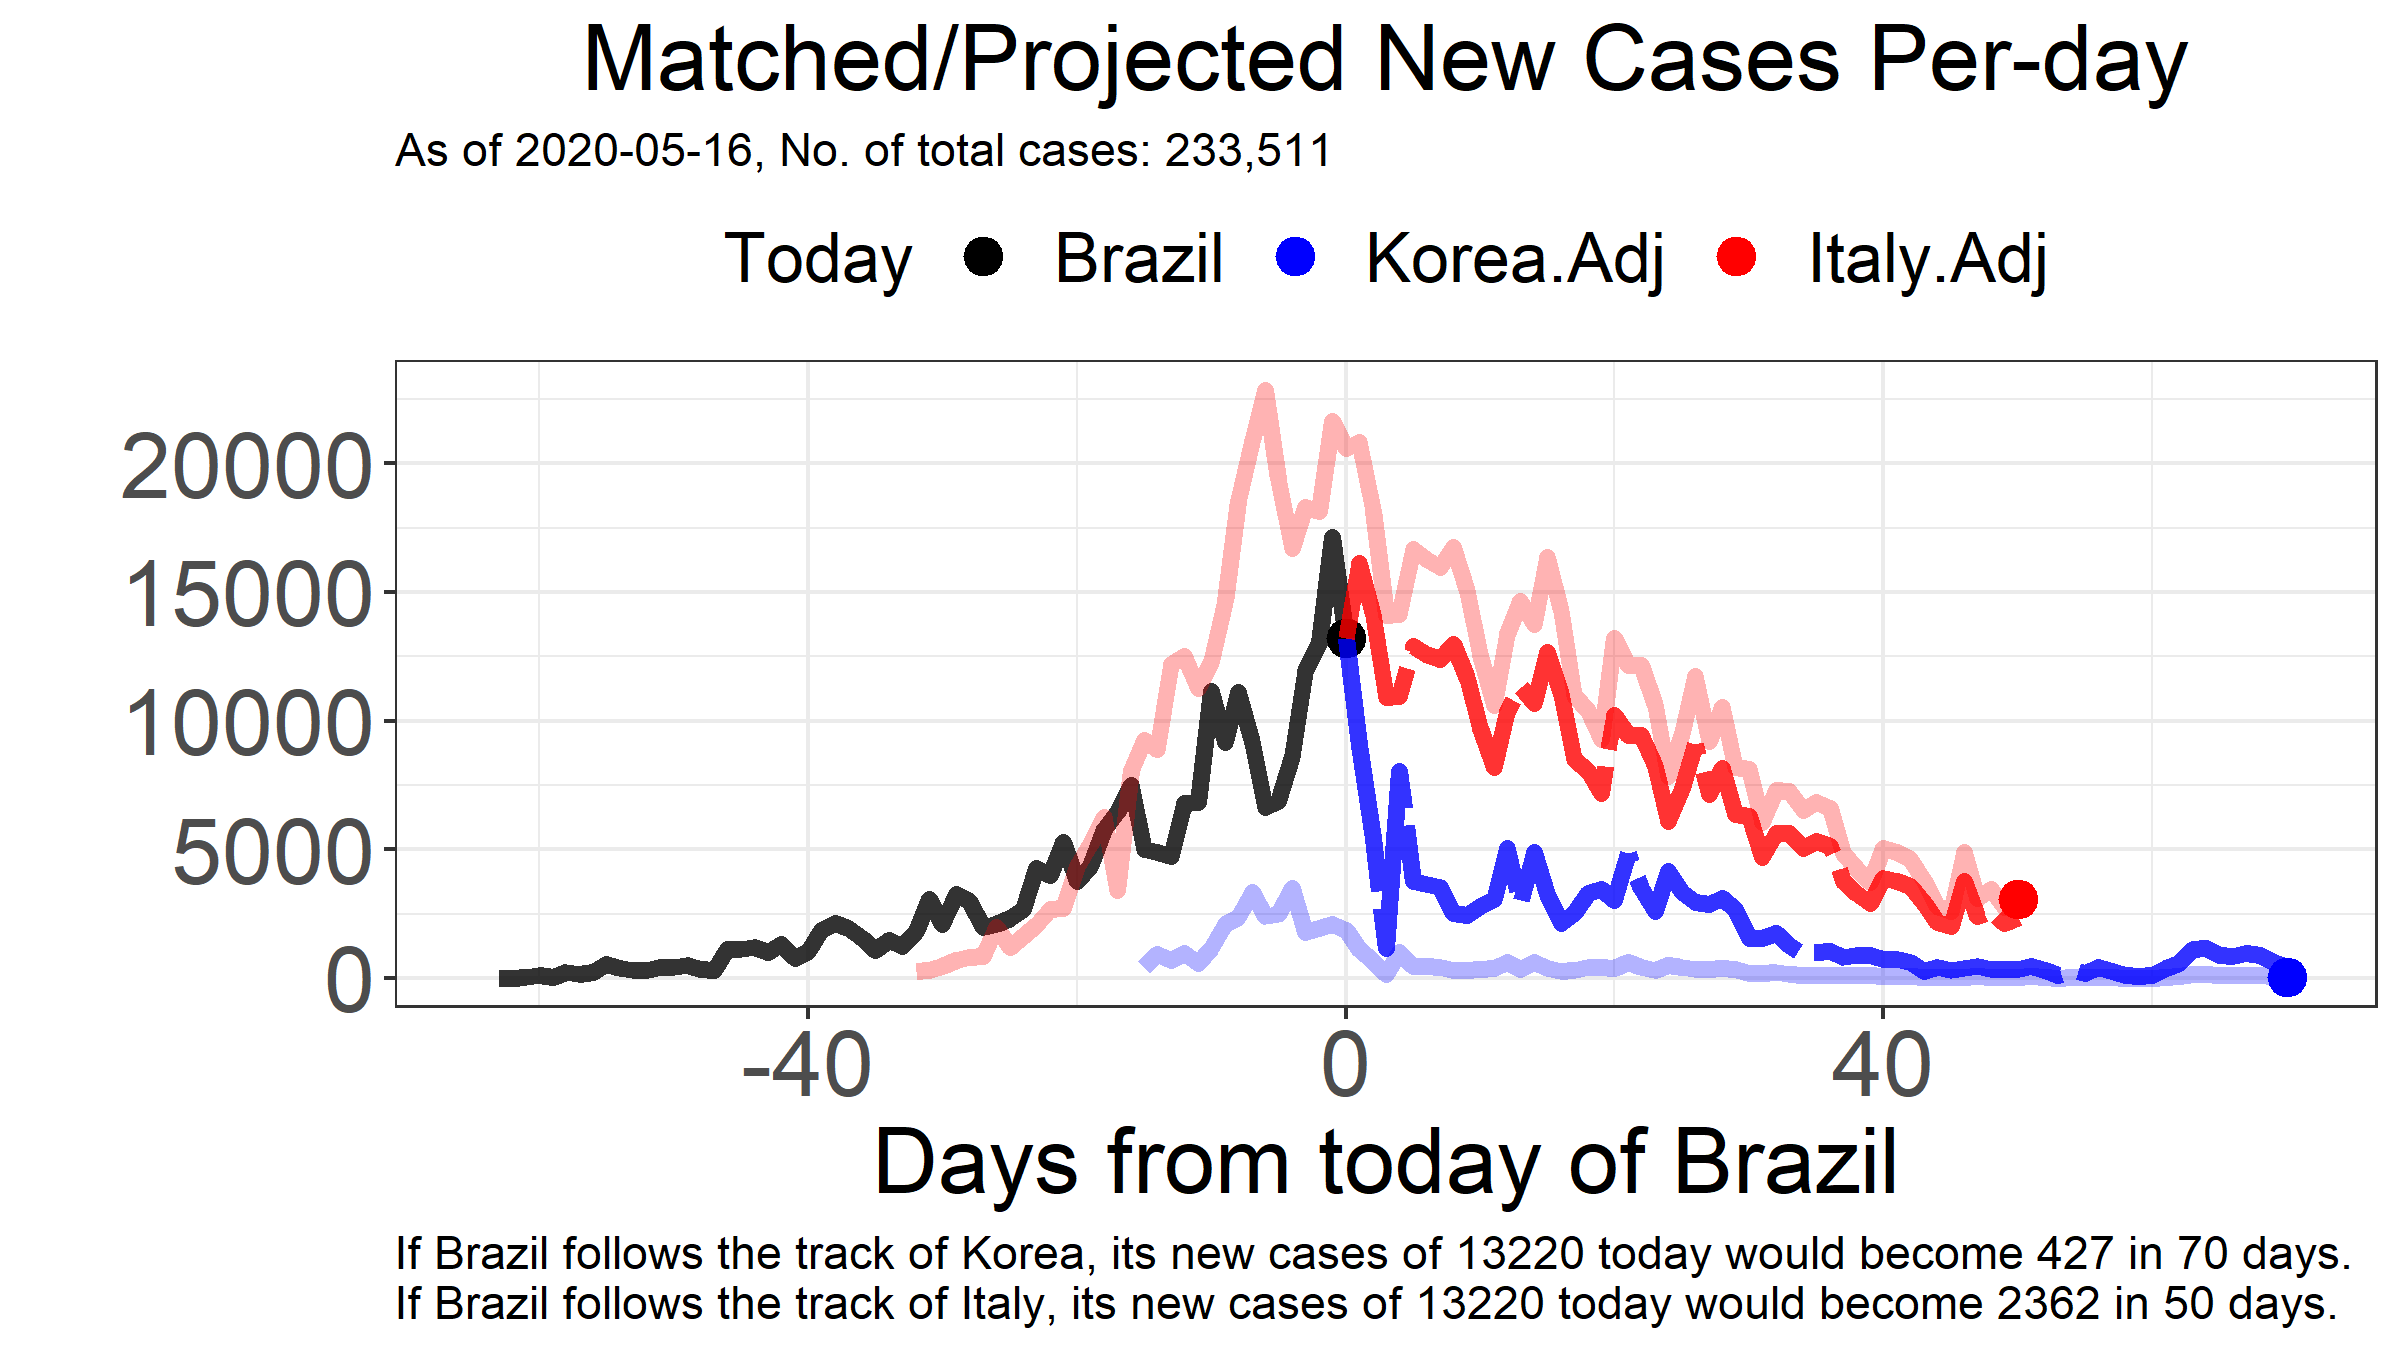 Matched/Projected New Cases Per-day
As of 2020-05-16, No. of total cases: 233,511
Today Brazil Korea.Adj Italy.Adj
20000
15000
10000
5000
0
-40 0 40
Days from today of Brazil
If Brazil follows the track of Korea, its new cases of 13220 today would become 427 in 70 days.
If Brazil follows the track of Italy, its new cases of 13220 today would become 2362 in 50 days.